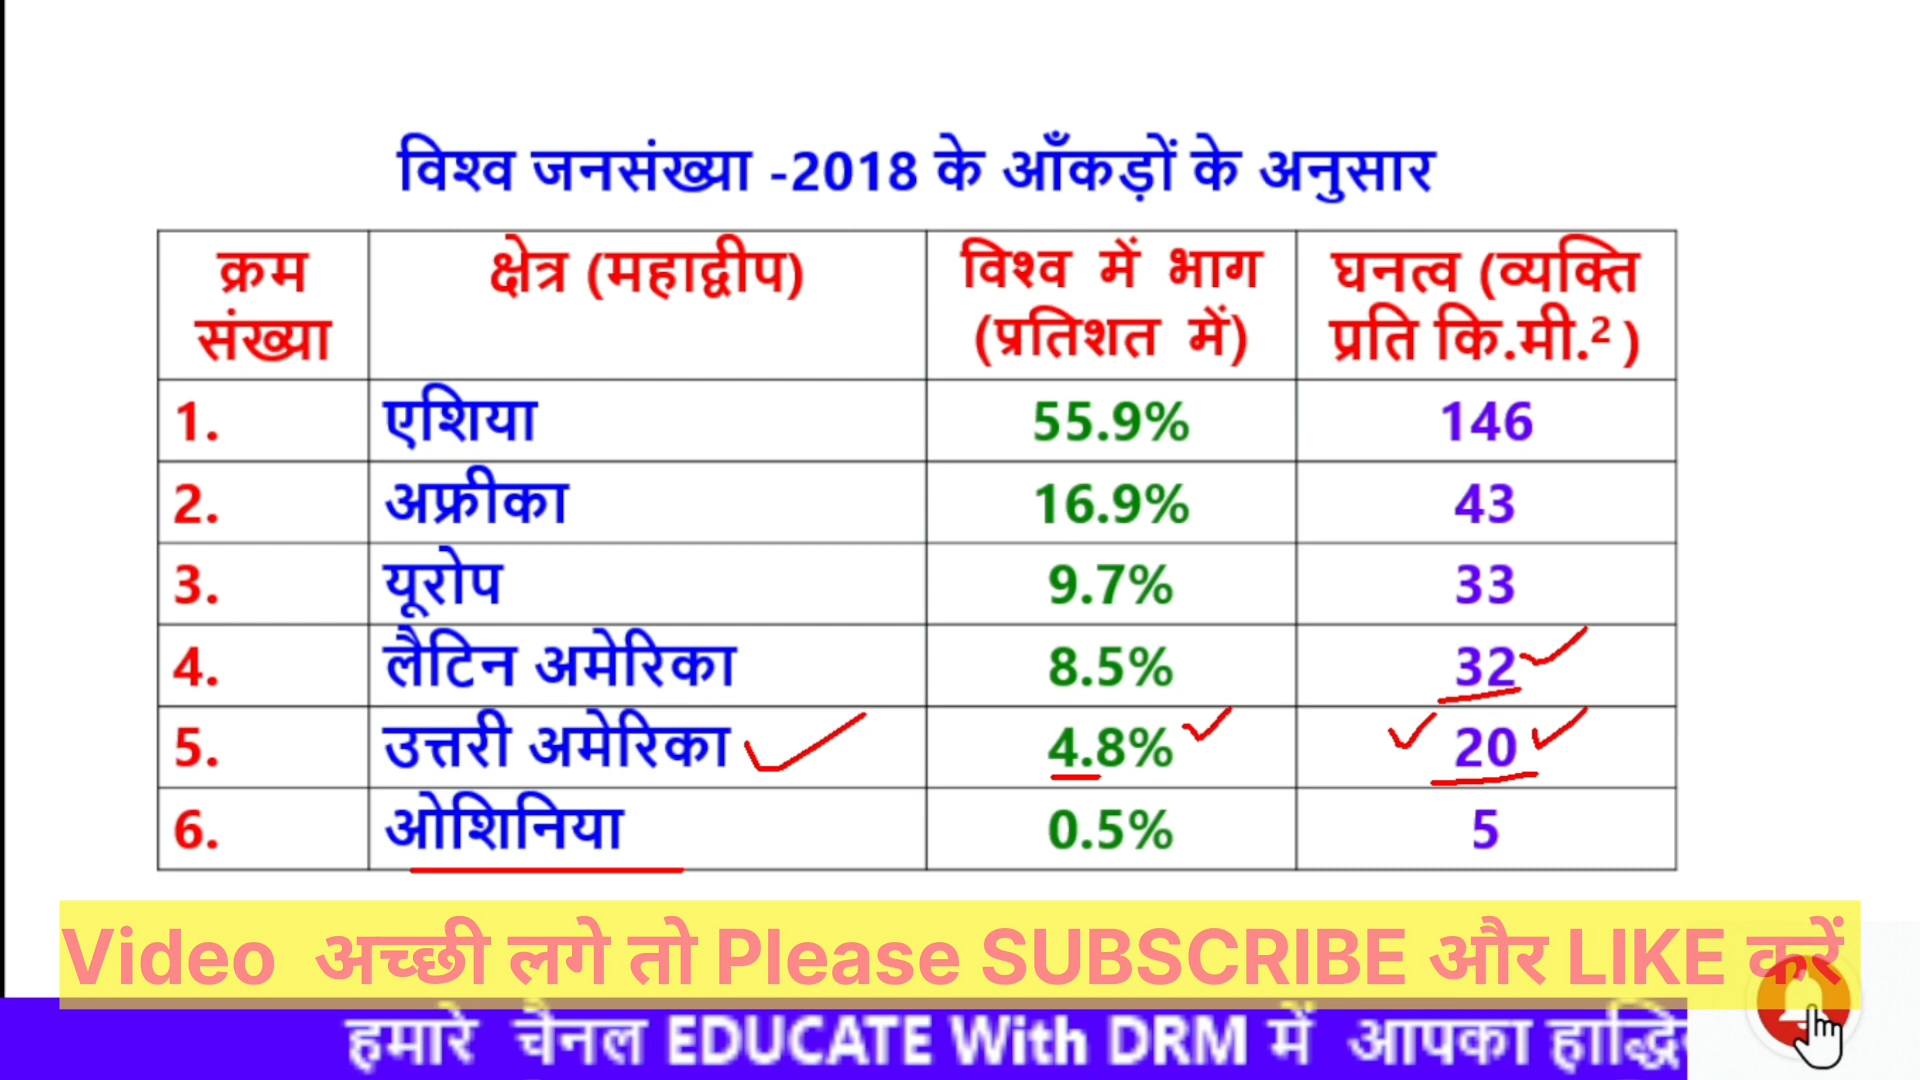 विश्व जनसंख्या -2018 के आँकड़ों के अनुसार
क्रम संख्या क्षेत्र (महाद्वीप) विश्व में भाग (प्रतिशत में) घनत्व (व्यक्ति प्रति कि.मी.² )
1. एशिया 55.9% 146
2. अफ्रीका 16.9% 43
3. यूरोप 9.7% 33
4. लैटिन अमेरिका 8.5% 32
5. उत्तरी अमेरिका 4.8% 20
6. ओशिनिया 0.5% 5
Video अच्छी लगे तो Please SUBSCRIBE और LIKE करें
हमारे चैनल EDUCATE With DRM में आपका